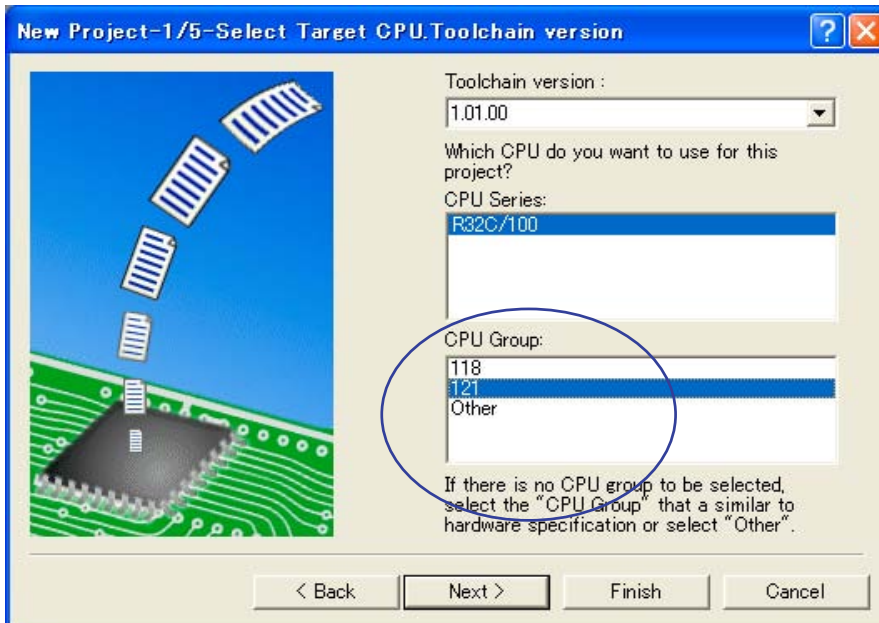 New Project-1/5-Select Target CPU.Toolchain version
Toolchain version :
1.01.00
Which CPU do you want to use for this
project?
CPU Series:
R32C/100
CPU Group:
118
121
Other
If there is no CPU group to be selected,
select the "CPU Group" that a similar to
hardware specification or select "Other".
< Back
Next >
Finish
Cancel